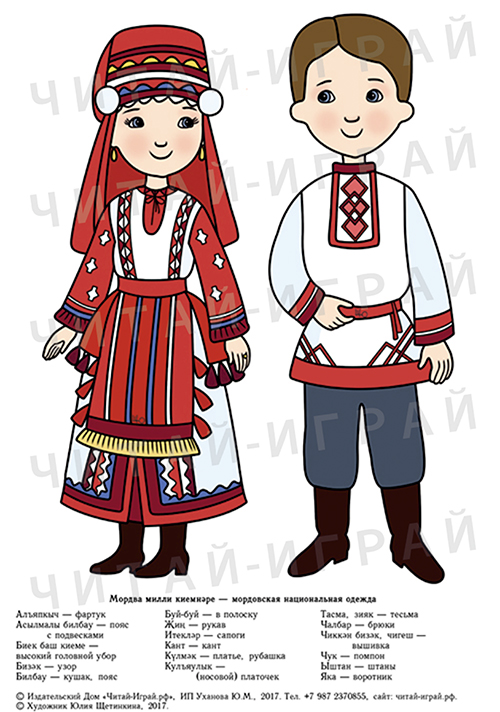 ЧИТАЙ-ИГРАЙ
ЧИТАЙ-ИГРАЙ
ЧИТАЙ-ИГРАЙ
ЧИТАЙ-ИГРАЙ
ЧИТАЙ-ИГРАЙ
Мордва милли киемнәре — мордовская национальная одежда
Алъяпкыч — фартук
Асылмалы билбау — пояс
с подвесками
Биек баш киеме —
высокий головной убор
Бизәк — узор
Билбау — кушак, пояс
Буй-буй — в полоску
Җиң — рукав
Итекләр — сапоги
Кант — кант
Күлмәк — платье, рубашка
Кулъяулык —
(носовой) платочек
Тасма, зияк — тесьма
Чалбар — брюки
Чиккән бизәк, чигеш —
вышивка
Чук — помпон
Ыштан — штаны
Яка — воротник
© Издательский Дом «Читай-Играй.рф», ИП Уханова Ю.М., 2017. Тел. +7 987 2370855, сайт: читай-играй.рф.
© Художник Юлия Щетинкина, 2017.